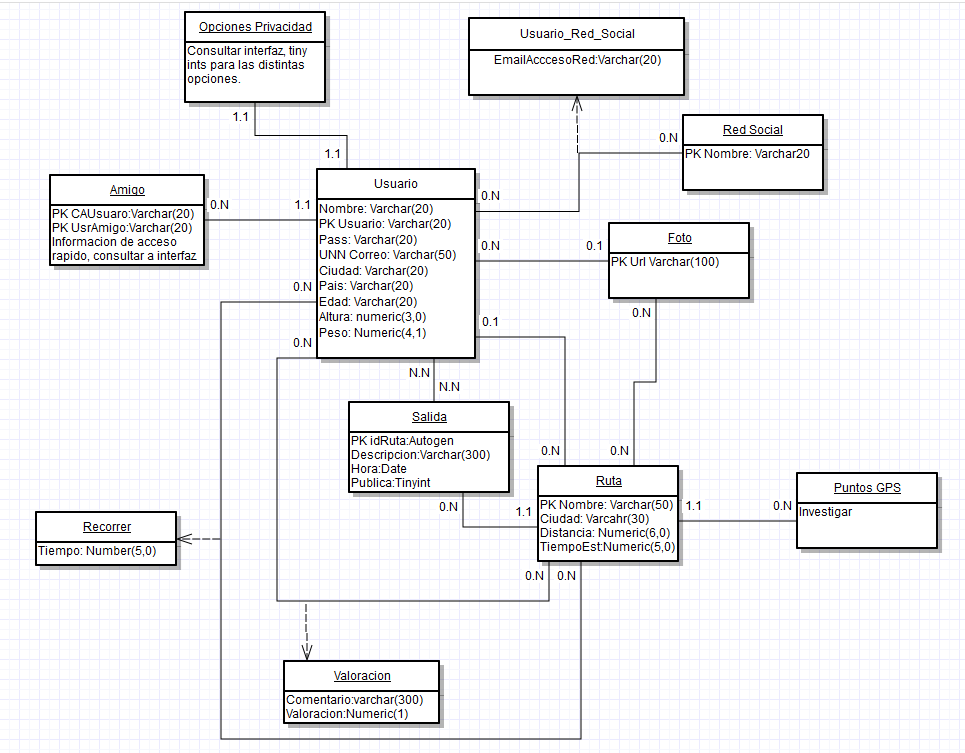 Opciones Privacidad
Consultar interfaz, tiny
ints para las distintas
opciones.
1.1
1.1
Usuario_Red_Social
EmailAcccesoRed:Varchar(20)
Red Social
PK Nombre: Varchar20
0.N
0.N
Amigo
PK CAUsuaro:Varchar(20)
PK UsrAmigo:Varchar(20)
Informacion de acceso
rapido, consultar a interfaz
0.N
1.1
Usuario
Nombre: Varchar(20)
PK Usuario: Varchar(20)
Pass: Varchar(20)
UNN Correo: Varchar(50)
Ciudad: Varchar(20)
Pais: Varchar(20)
Edad: Varchar(20)
Altura: numeric(3,0)
Peso: Numeric(4,1)
0.N
0.1
Foto
PK Url Varchar(100)
0.N
0.N
0.N
0.1
0.N
N.N
N.N
Salida
PK idRuta:Autogen
Descripcion:Varchar(300)
Hora:Date
Publica:Tinyint
0.N
1.1
0.N
Ruta
PK Nombre: Varchar(50)
Ciudad: Varcahr(30)
Distancia: Numeric(6,0)
TiempoEst:Numeric(5,0)
1.1
0.N
Puntos GPS
Investigar
Recorrer
Tiempo: Number(5,0)
0.N
0.N
Valoracion
Comentario:varchar(300)
Valoracion:Numeric(1)